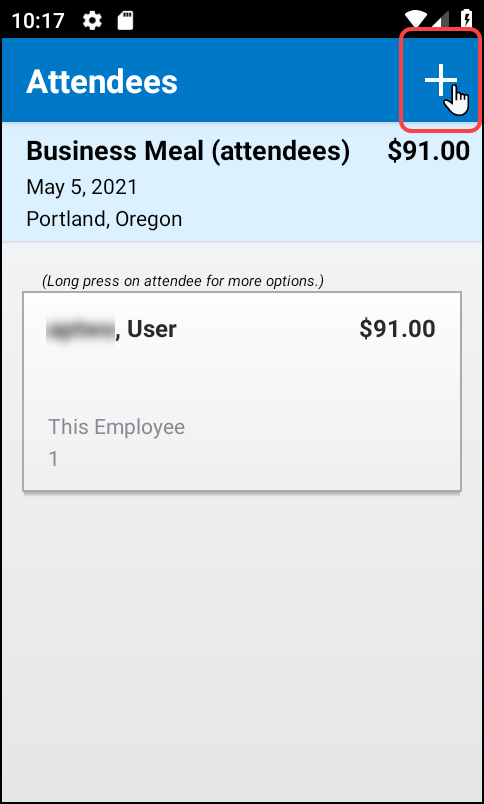 10:17
Attendees
Business Meal (attendees) $91.00
May 5, 2021
Portland, Oregon
(Long press on attendee for more options.)
, User $91.00
This Employee
1